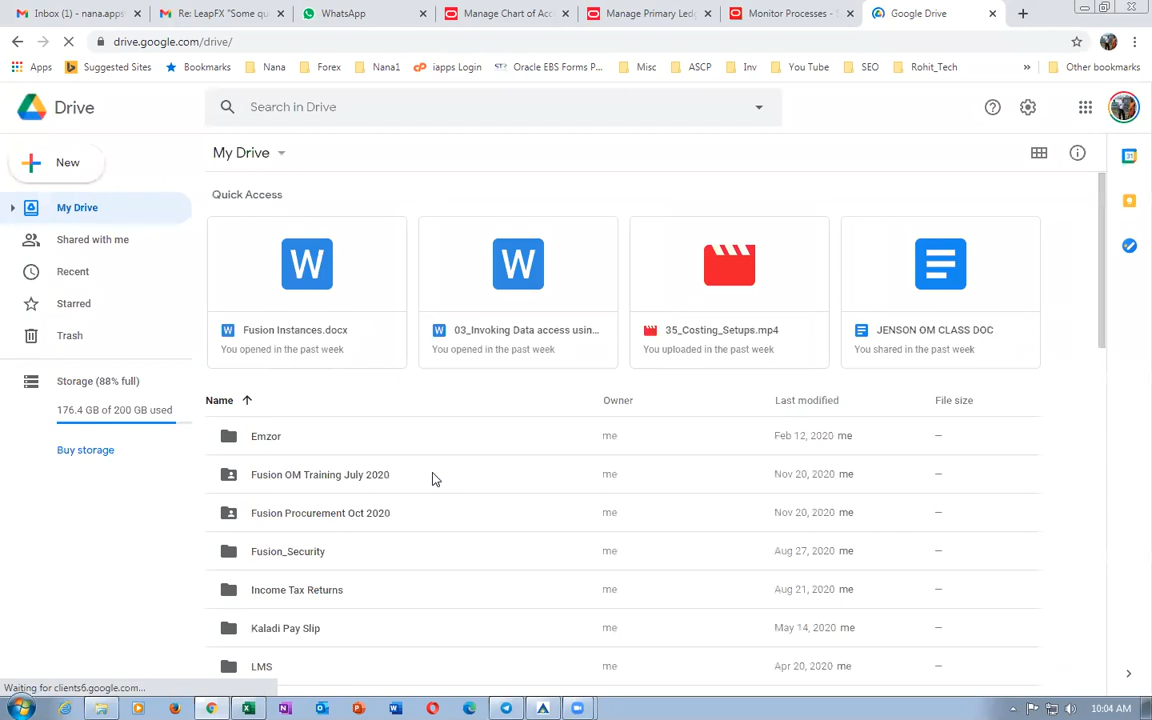 Inbox (1) - nana.apps
Re: LeapFX "Some qu
WhatsApp
Manage Chart of Acc
Manage Primary Ledg
Monitor Processes - S
Google Drive
drive.google.com/drive/
Apps
Suggested Sites
Bookmarks
Nana
Forex
Nana1
iapps Login
Oracle EBS Forms P...
Misc
ASCP
Inv
You Tube
SEO
Rohit_Tech
»
Other bookmarks
Drive
Search in Drive
New
My Drive
Shared with me
Recent
Starred
Trash
Storage (88% full)
176.4 GB of 200 GB used
Buy storage
My Drive
Quick Access
W
W
W Fusion Instances.docx
You opened in the past week
W 03_Invoking Data access usin...
You opened in the past week
35_Costing_Setups.mp4
You uploaded in the past week
JENSON OM CLASS DOC
You shared in the past week
Name Owner Last modified File size
Emzor me Feb 12, 2020 me –
Fusion OM Training July 2020 me Nov 20, 2020 me –
Fusion Procurement Oct 2020 me Nov 20, 2020 me –
Fusion_Security me Aug 27, 2020 me –
Income Tax Returns me Aug 21, 2020 me –
Kaladi Pay Slip me May 14, 2020 me –
LMS me Apr 20, 2020 me –
Waiting for clients6.google.com...
10:04 AM